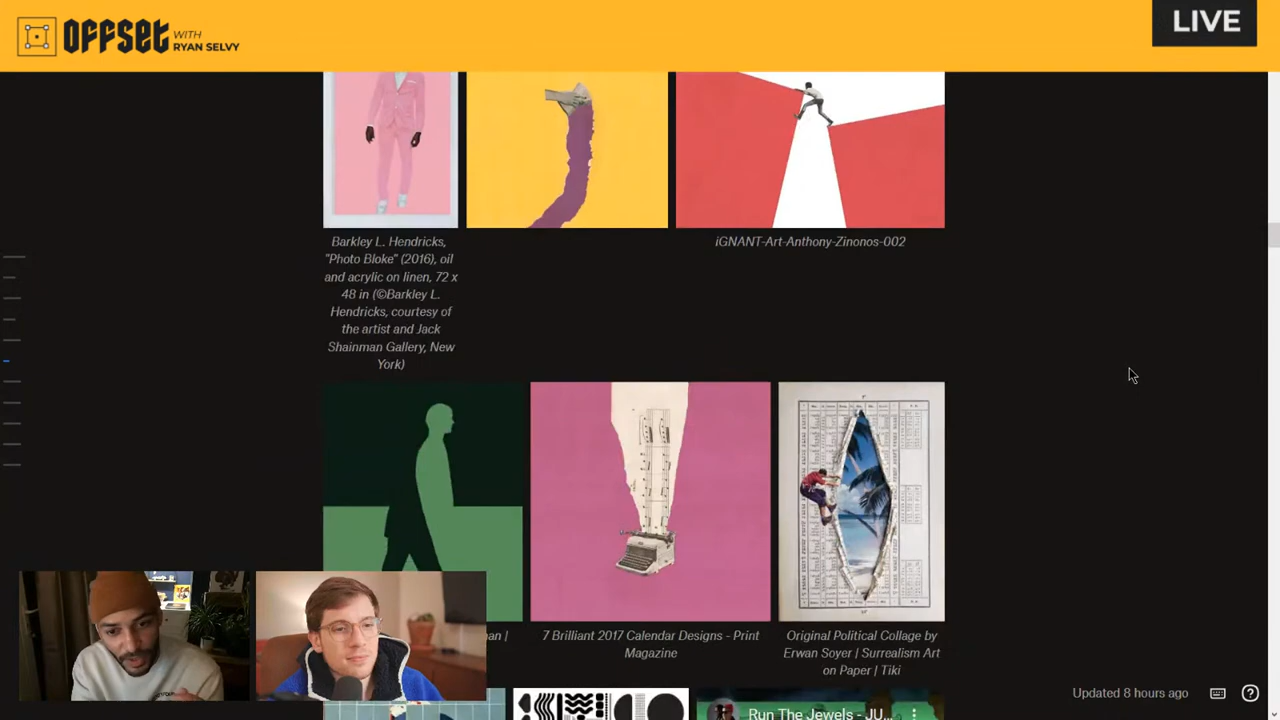 OFFSET
WITH
RYAN SELVY
LIVE
Barkley L. Hendricks,
"Photo Bloke" (2016), oil
and acrylic on linen, 72 x
48 in (©Barkley L.
Hendricks, courtesy of
the artist and Jack
Shainman Gallery, New
York)
iGNANT-Art-Anthony-Zinonos-002
an |
7 Brilliant 2017 Calendar Designs - Print
Magazine
Original Political Collage by
Erwan Soyer | Surrealism Art
on Paper | Tiki
Updated 8 hours ago
Run The Jewels - JU...